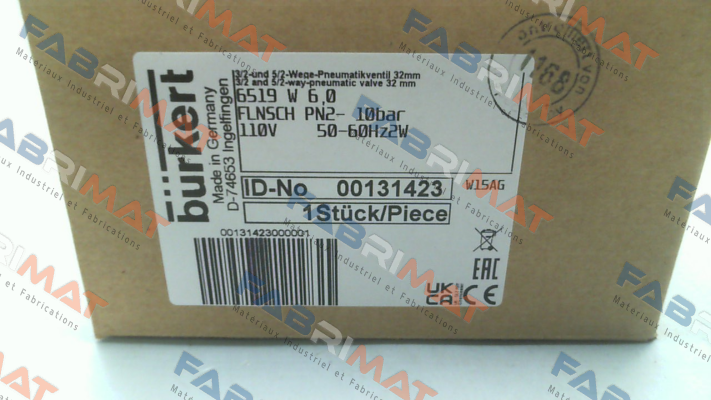 bürkert
Made in Germany
D-74653 Ingelfingen
3/2-und 5/2-Wege-Pneumatikventil 32mm
3/2 and 5/2-way-pneumatic valve 32 mm
6519 W 6,0
FLNSCH PN2- 10bar
110V 50-60Hz2W
ID-No 00131423
W15AG
1Stück/Piece
00131423000001
EAC
UK
CA
CE
1168
FABRIMAT
Matériaux Industriel et Fabrications